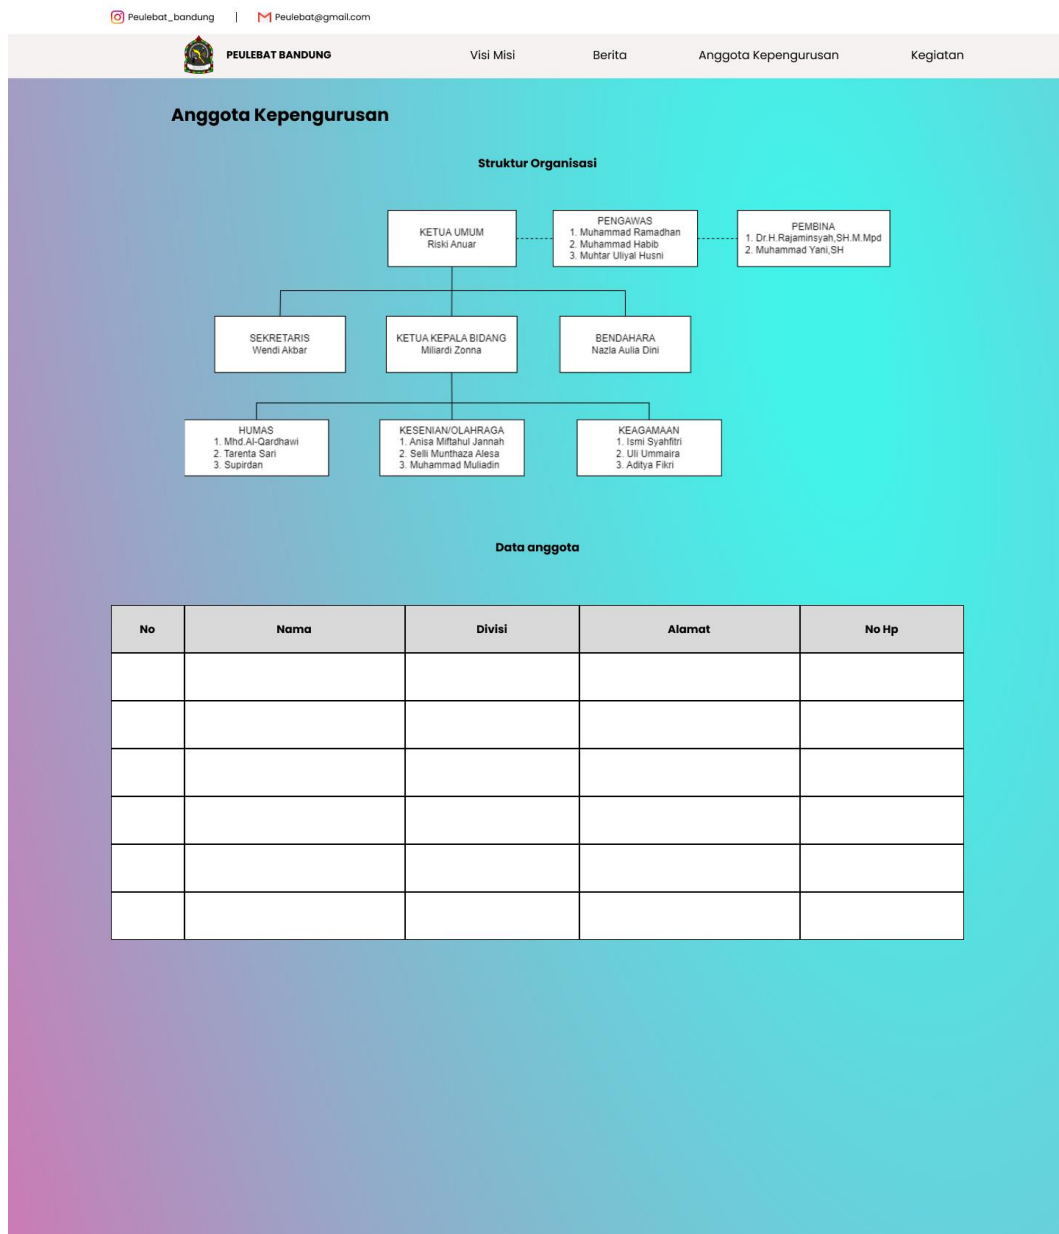 Peulebat_bandung | Peulebat@gmail.com
PEULEBAT BANDUNG
Visi Misi
Berita
Anggota Kepengurusan
Kegiatan
Anggota Kepengurusan
Struktur Organisasi
KETUA UMUM
Riski Anuar
PENGAWAS
1. Muhammad Ramadhan
2. Muhammad Habib
3. Muhtar Uliyal Husni
PEMBINA
1. Dr.H.Rajaminsyah,SH.M.Mpd
2. Muhammad Yani,SH
SEKRETARIS
Wendi Akbar
KETUA KEPALA BIDANG
Miliardi Zonna
BENDAHARA
Nazla Aulia Dini
HUMAS
1. Mhd.Al-Qardhawi
2. Tarenta Sari
3. Supirdan
KESENIAN/OLAHRAGA
1. Anisa Miftahul Jannah
2. Selli Munthaza Alesa
3. Muhammad Muliadin
KEAGAMAAN
1. Ismi Syahfitri
2. Uli Ummaira
3. Aditya Fikri
Data anggota
No
Nama
Divisi
Alamat
No Hp